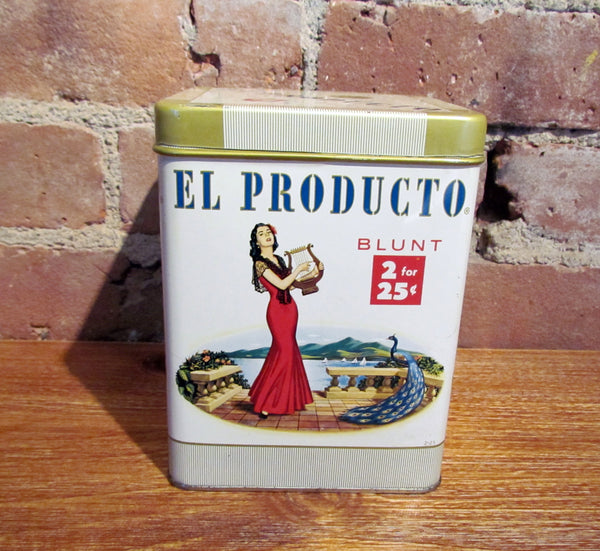 EL PRODUCTO®
BLUNT
2 for
25¢